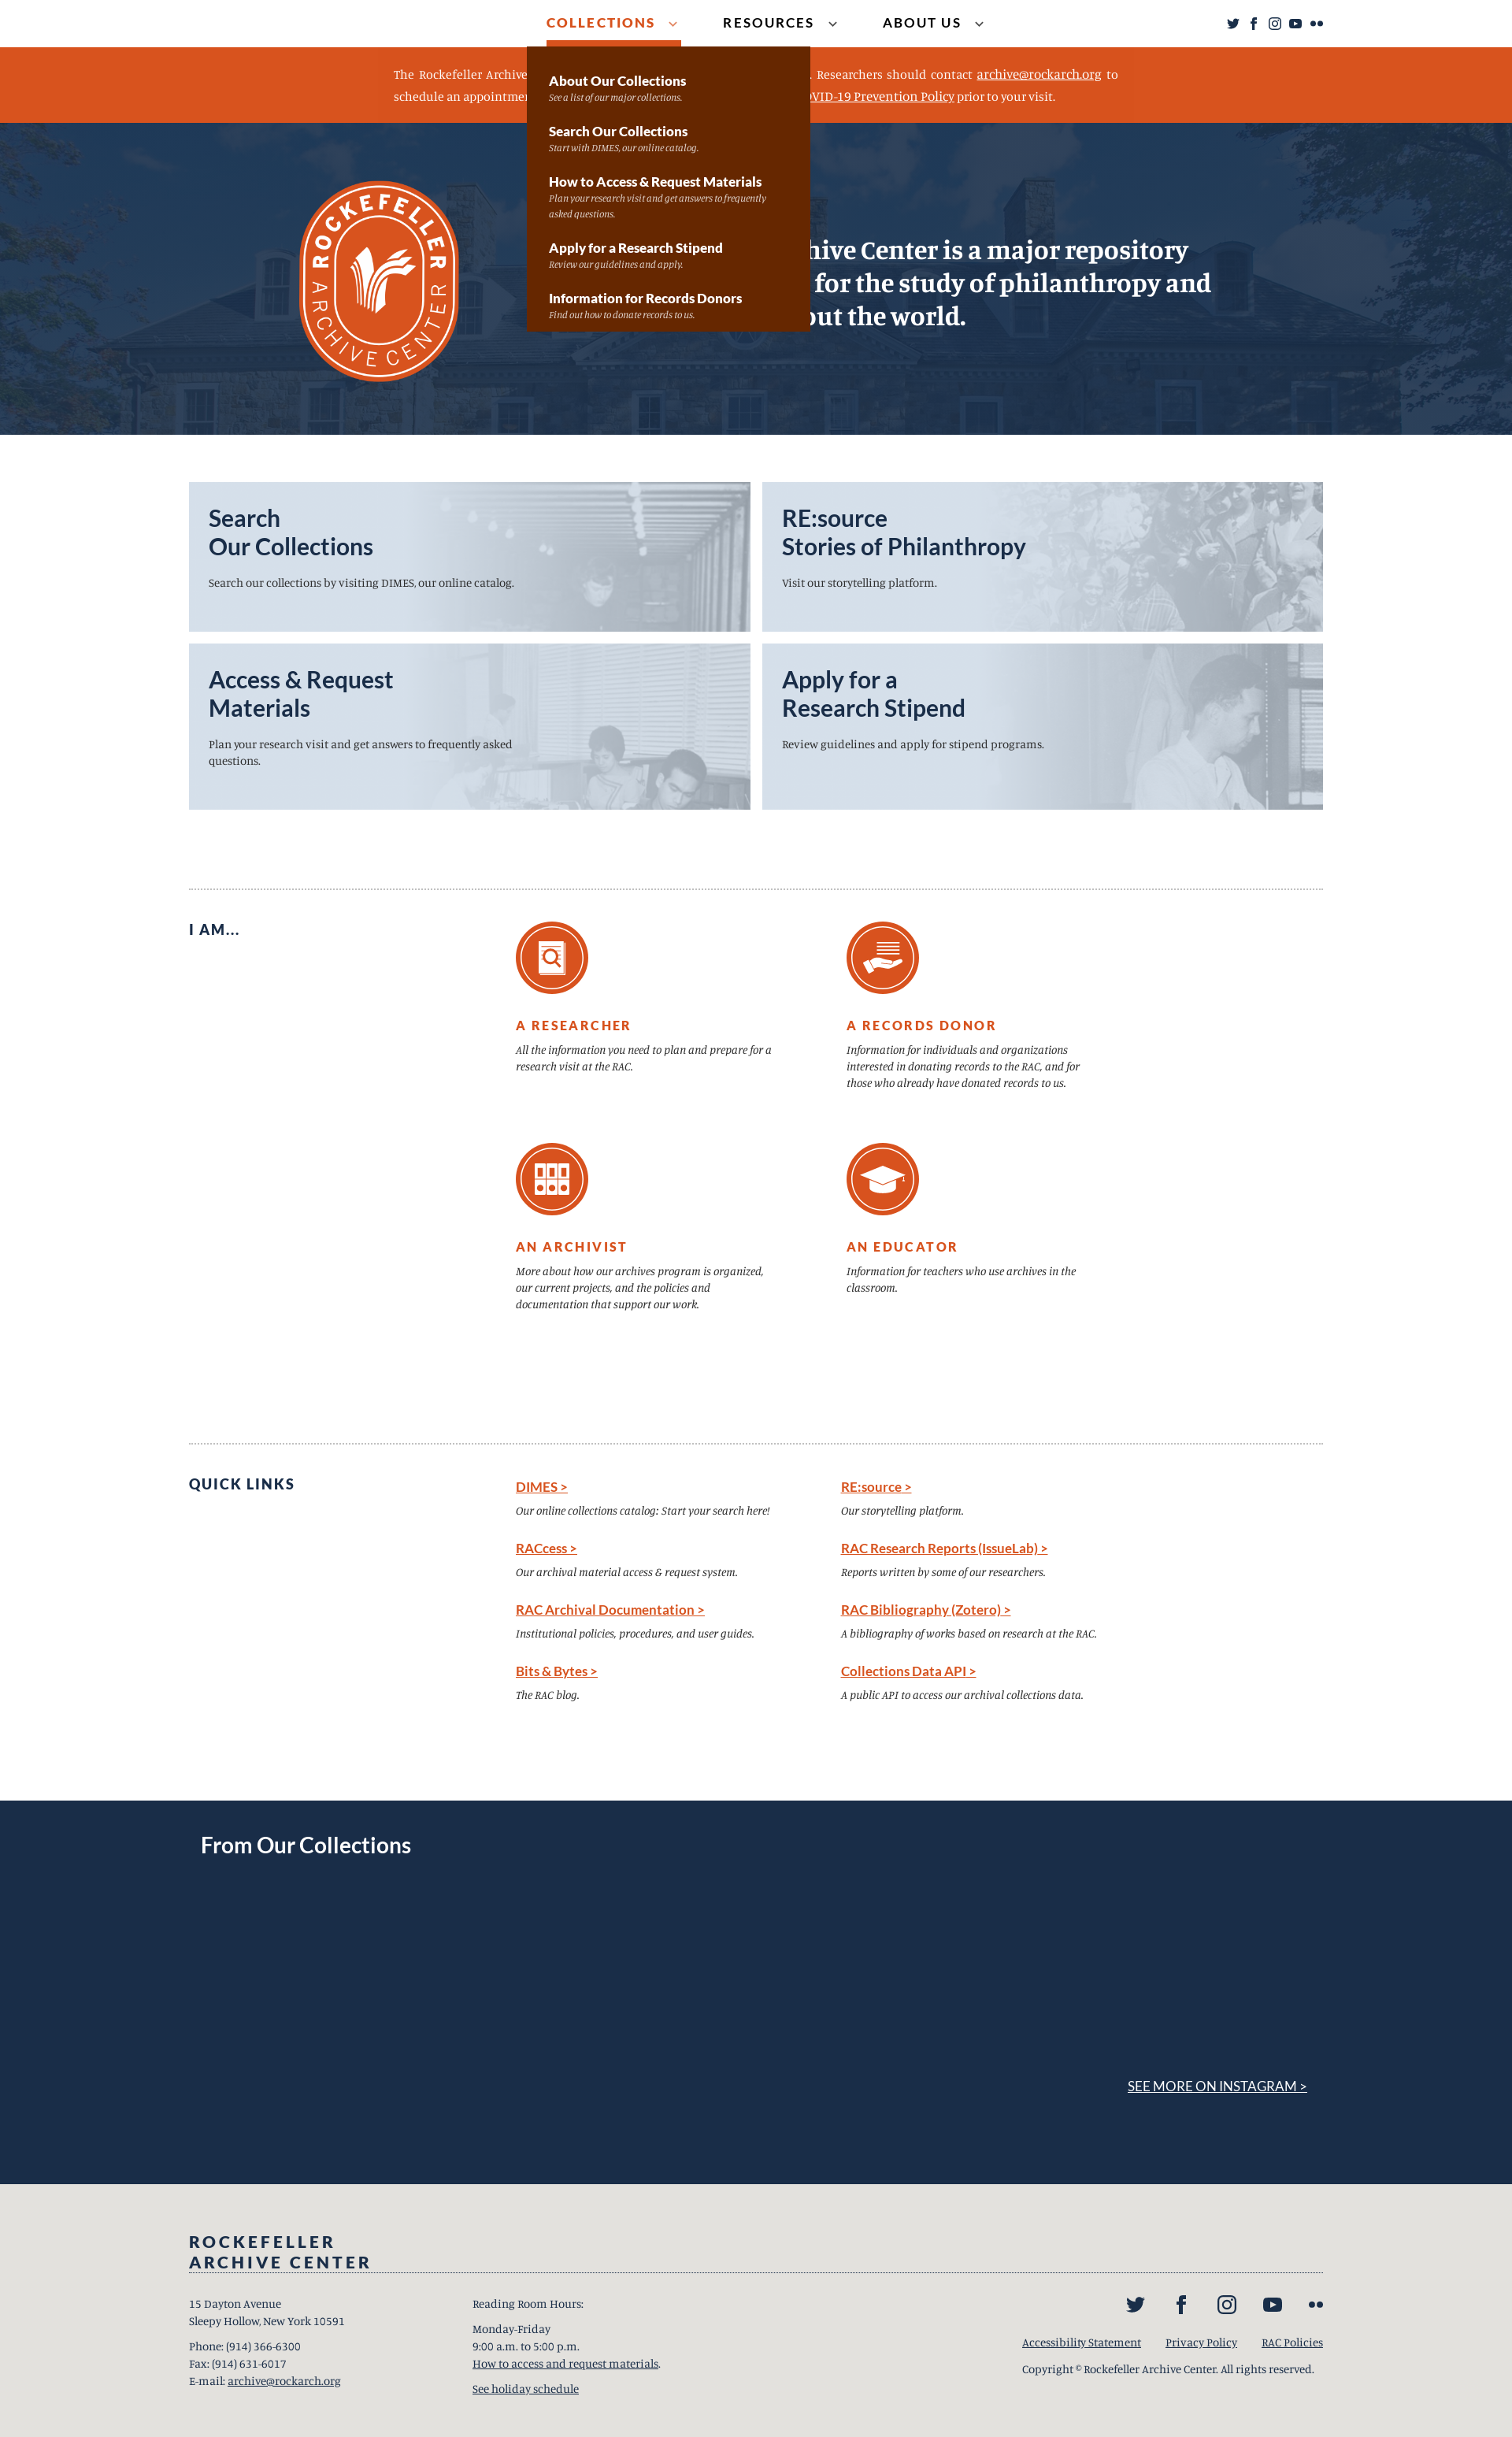 COLLECTIONS
RESOURCES
ABOUT US
The Rockefeller Archive
. Researchers should contact archive@rockarch.org to
schedule an
VID-19 Prevention Policy prior to your visit.
About Our Collections
See a list of our major collections.
Search Our Collections
Start with DIMES, our online catalog.
How to Access & Request Materials
Plan your research visit and get answers to frequently
asked questions.
Apply for a Research Stipend
Review our guidelines and apply.
Information for Records Donors
Find out how to donate records to us.
ROCKEFELLER
ARCHIVE CENTER
hive Center is a major repository
for the study of philanthropy and
out the world.
Search
Our Collections
Search our collections by visiting DIMES, our online catalog.
RE:source
Stories of Philanthropy
Visit our storytelling platform.
Access & Request
Materials
Plan your research visit and get answers to frequently asked
questions.
Apply for a
Research Stipend
Review guidelines and apply for stipend programs.
I AM...
A RESEARCHER
All the information you need to plan and prepare for a
research visit at the RAC.
A RECORDS DONOR
Information for individuals and organizations
interested in donating records to the RAC, and for
those who already have donated records to us.
AN ARCHIVIST
More about how our archives program is organized,
our current projects, and the policies and
documentation that support our work.
AN EDUCATOR
Information for teachers who use archives in the
classroom.
QUICK LINKS
DIMES >
Our online collections catalog: Start your search here!
RACcess >
Our archival material access & request system.
RAC Archival Documentation >
Institutional policies, procedures, and user guides.
Bits & Bytes >
The RAC blog.
RE:source >
Our storytelling platform.
RAC Research Reports (IssueLab) >
Reports written by some of our researchers.
RAC Bibliography (Zotero) >
A bibliography of works based on research at the RAC.
Collections Data API >
A public API to access our archival collections data.
From Our Collections
SEE MORE ON INSTAGRAM >
ROCKEFELLER
ARCHIVE CENTER
15 Dayton Avenue
Sleepy Hollow, New York 10591
Phone: (914) 366-6300
Fax: (914) 631-6017
E-mail: archive@rockarch.org
Reading Room Hours:
Monday-Friday
9:00 a.m. to 5:00 p.m.
How to access and request materials.
See holiday schedule
Accessibility Statement
Privacy Policy
RAC Policies
Copyright © Rockefeller Archive Center. All rights reserved.